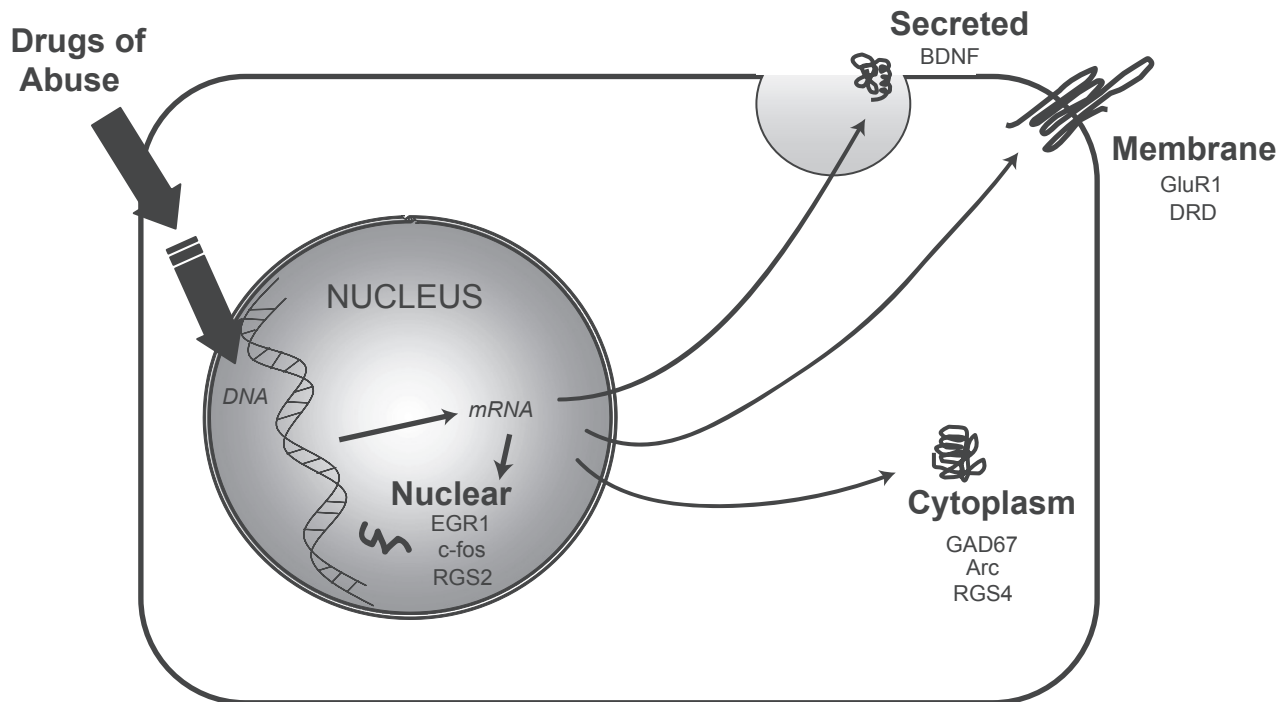 Drugs of
Abuse
Secreted
BDNF
Membrane
GluR1
DRD
NUCLEUS
DNA
mRNA
Nuclear
EGR1
c-fos
RGS2
Cytoplasm
GAD67
Arc
RGS4